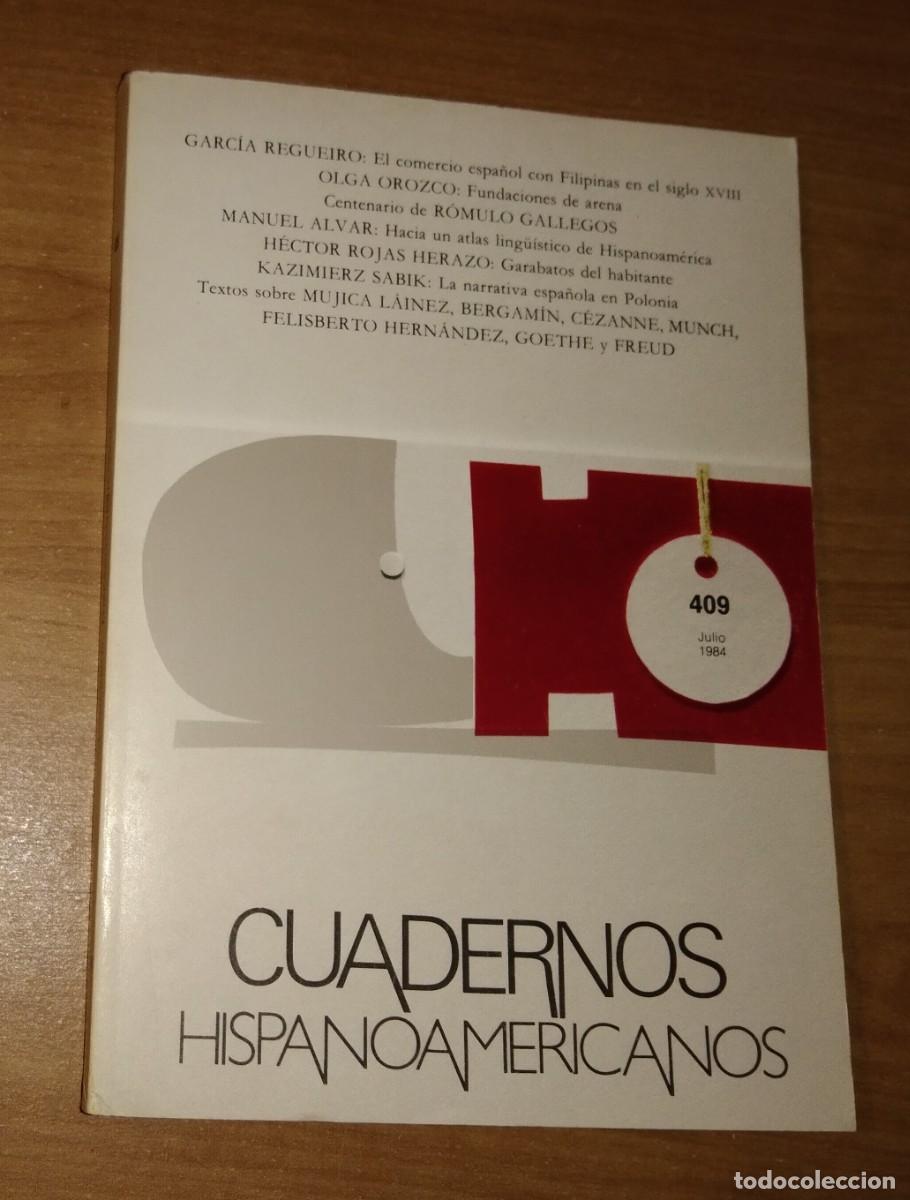 GARCÍA REGUEIRO: El comercio español con Filipinas en el siglo XVIII
OLGA OROZCO: Fundaciones de arena
Centenario de RÓMULO GALLEGOS
MANUEL ALVAR: Hacia un atlas lingüístico de Hispanoamérica
HÉCTOR ROJAS HERAZO: Garabatos del habitante
KAZIMIERZ SABIK: La narrativa española en Polonia
Textos sobre MUJICA LÁINEZ, BERGAMÍN, CÉZANNE, MUNCH,
FELISBERTO HERNÁNDEZ, GOETHE y FREUD
409
Julio
1984
CUADERNOS
HISPANOAMERICANOS
todocoleccion